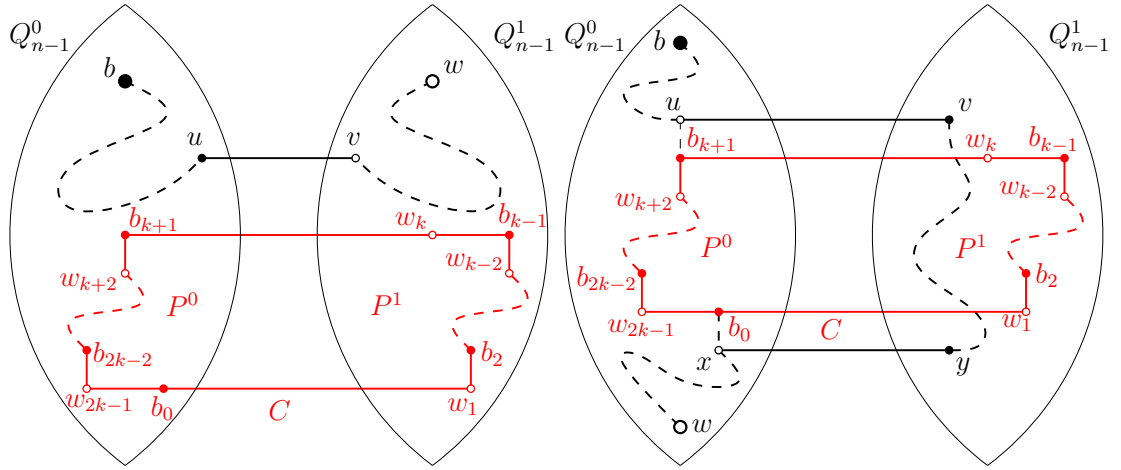 Q^0_{n-1}
Q^1_{n-1}
b
w
u
v
b_{k+1}
w_k
b_{k-1}
w_{k+2}
w_{k-2}
P^0
P^1
b_{2k-2}
b_2
w_{2k-1}
b_0
w_1
C
Q^0_{n-1}
Q^1_{n-1}
b
u
v
b_{k+1}
w_k
b_{k-1}
w_{k+2}
w_{k-2}
P^0
P^1
b_{2k-2}
b_2
w_{2k-1}
b_0
C
w_1
x
y
w